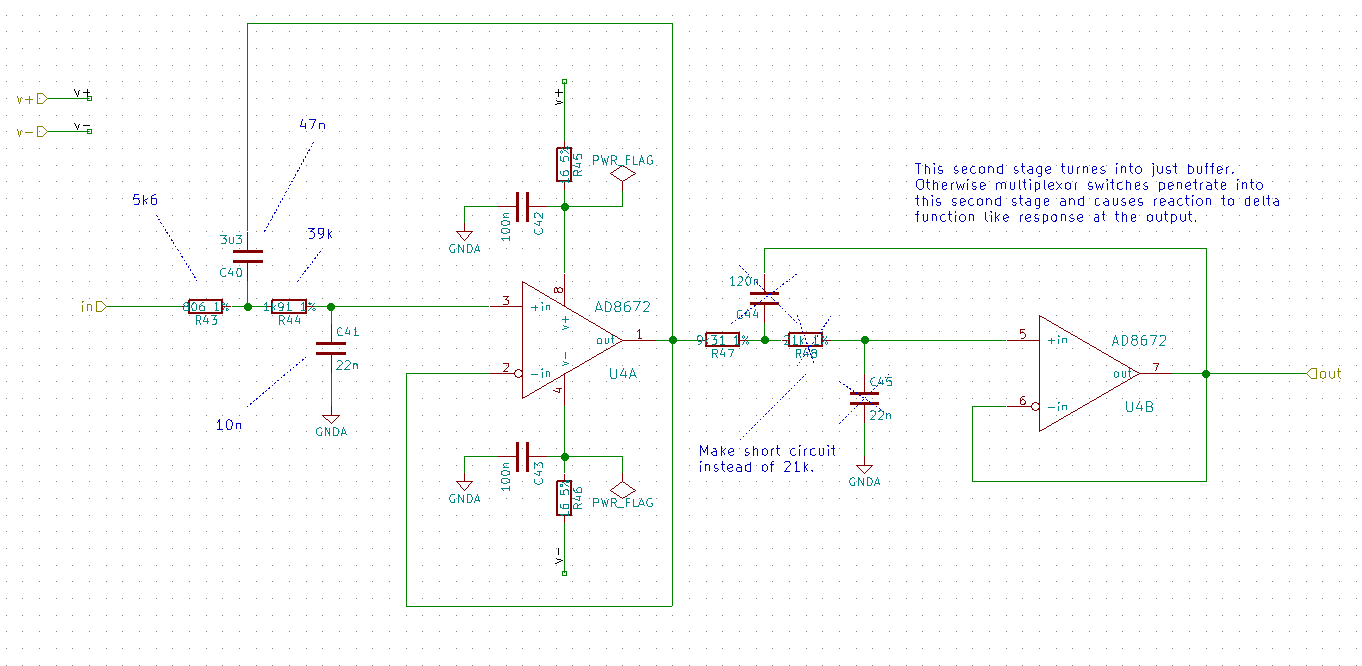 v+
v+
v-
v-
47n
5k6
3u3
C40
39k
in
806 1%
R43
1k91 1%
R44
C41
22n
10n
GNDA
v+
R45
PWR_FLAG
100n
C42
GNDA
8
3
+in
v+
AD8672
out
1
2
-in
v-
4
U4A
100n
C43
GNDA
R46
PWR_FLAG
v-
This second stage turnes into just buffer.
Otherwise multiplexor switches penetrate into
this second stage and causes reaction to delta
function like response at the output.
120n
C44
9k31 1%
R47
21k 1%
R48
C45
22n
GNDA
Make short circuit
instead of 21k.
5
+in
AD8672
out
7
6
-in
U4B
out